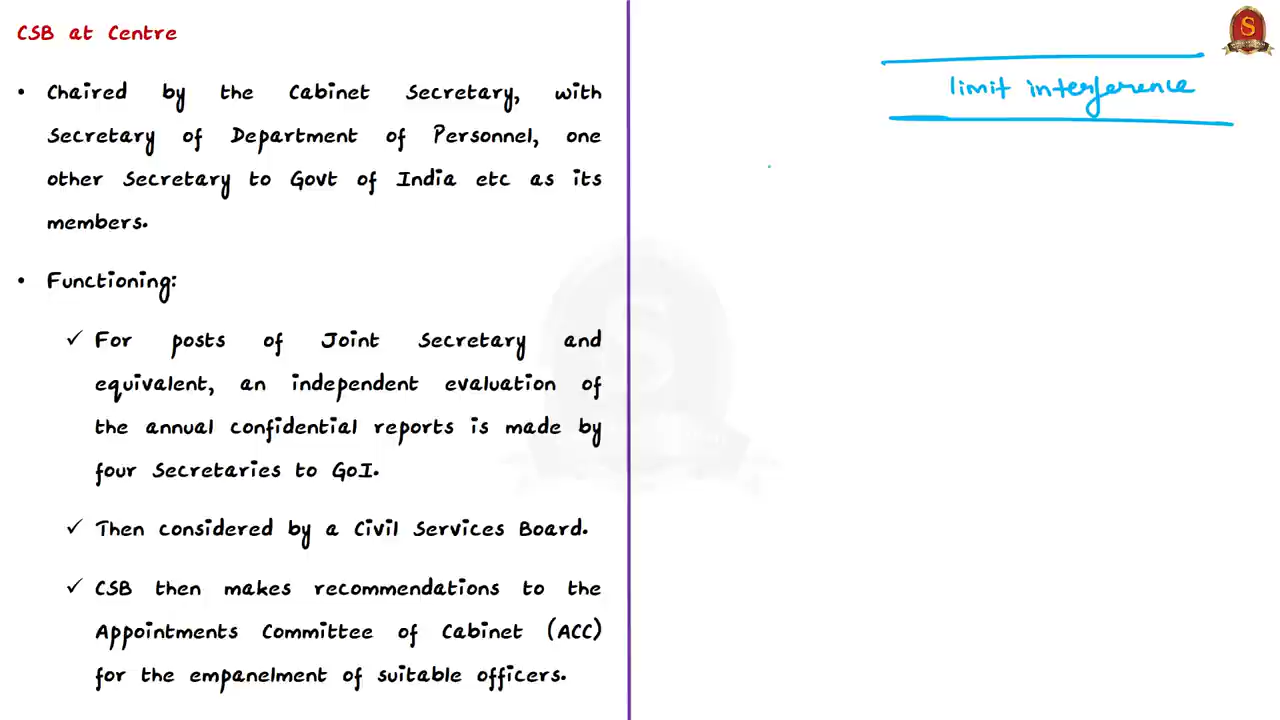 CSB at Centre
• Chaired by the Cabinet Secretary, with
Secretary of Department of Personnel, one
other Secretary to Govt of India etc as its
members.
• Functioning:
✓ For posts of Joint Secretary and
equivalent, an independent evaluation of
the annual confidential reports is made by
four Secretaries to GoI.
✓ Then considered by a Civil Services Board.
✓ CSB then makes recommendations to the
Appointments Committee of Cabinet (ACC)
for the empanelment of suitable officers.
limit interference
S